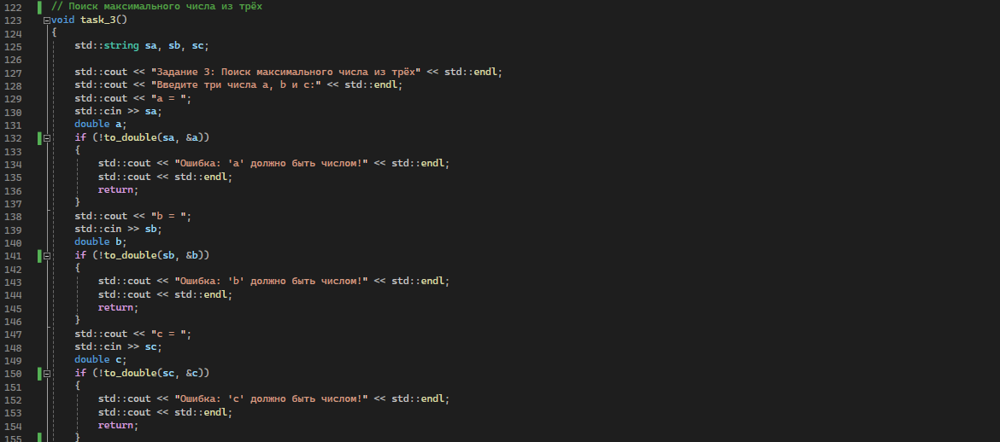 122 // Поиск максимального числа из трёх
123 void task_3()
124 {
125 std::string sa, sb, sc;
126
127 std::cout << "Задание 3: Поиск максимального числа из трёх" << std::endl;
128 std::cout << "Введите три числа a, b и c:" << std::endl;
129 std::cout << "a = ";
130 std::cin >> sa;
131 double a;
132 if (!to_double(sa, &a))
133 {
134 std::cout << "Ошибка: 'a' должно быть числом!" << std::endl;
135 std::cout << std::endl;
136 return;
137 }
138 std::cout << "b = ";
139 std::cin >> sb;
140 double b;
141 if (!to_double(sb, &b))
142 {
143 std::cout << "Ошибка: 'b' должно быть числом!" << std::endl;
144 std::cout << std::endl;
145 return;
146 }
147 std::cout << "c = ";
148 std::cin >> sc;
149 double c;
150 if (!to_double(sc, &c))
151 {
152 std::cout << "Ошибка: 'c' должно быть числом!" << std::endl;
153 std::cout << std::endl;
154 return;
155 }